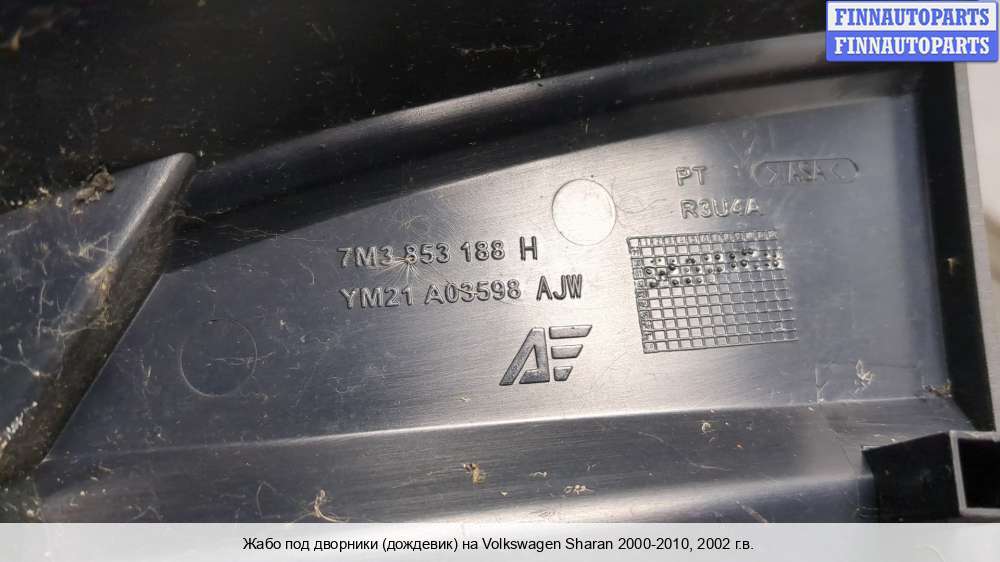 FINNAUTOPARTS
FINNAUTOPARTS
PT >ASA<
R3U4A
7M3 853 188 H
YM21 A03598 AJW
AF
Жабо под дворники (дождевик) на Volkswagen Sharan 2000-2010, 2002 г.в.